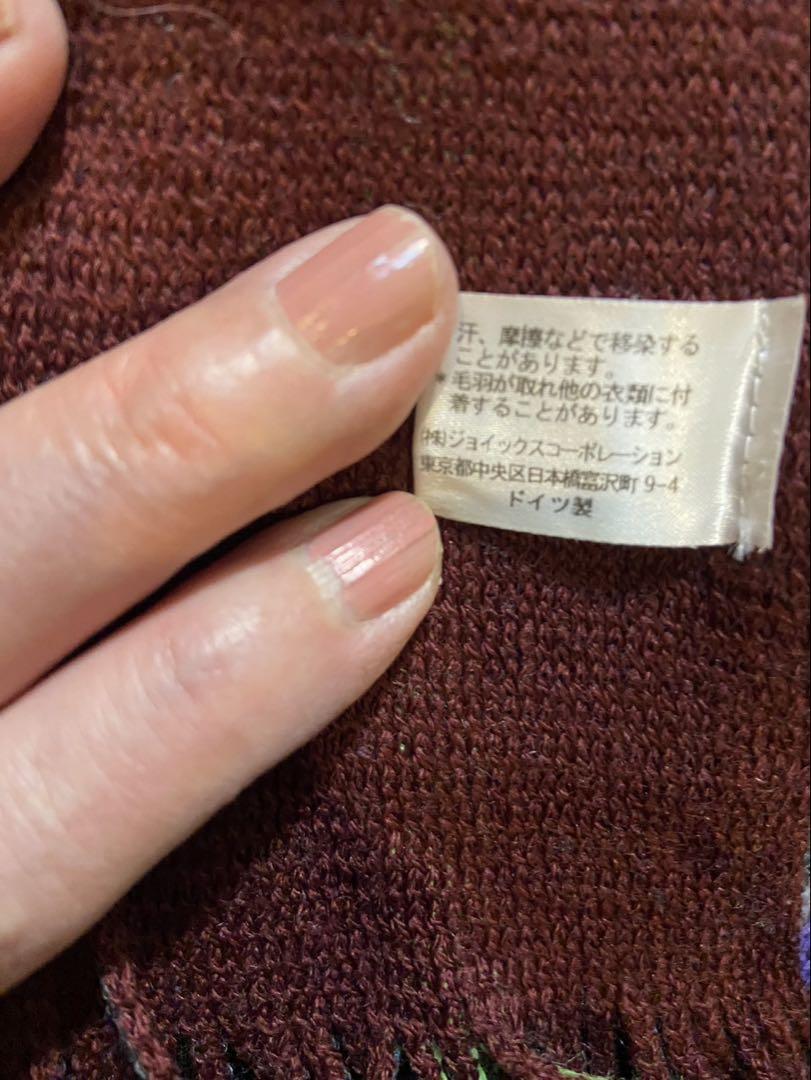 汗、摩擦などで移染する
ことがあります。
* 毛羽が取れ他の衣類に付
着することがあります。
(株)ジョイックスコーポレーション
東京都中央区日本橋富沢町 9-4
ドイツ製